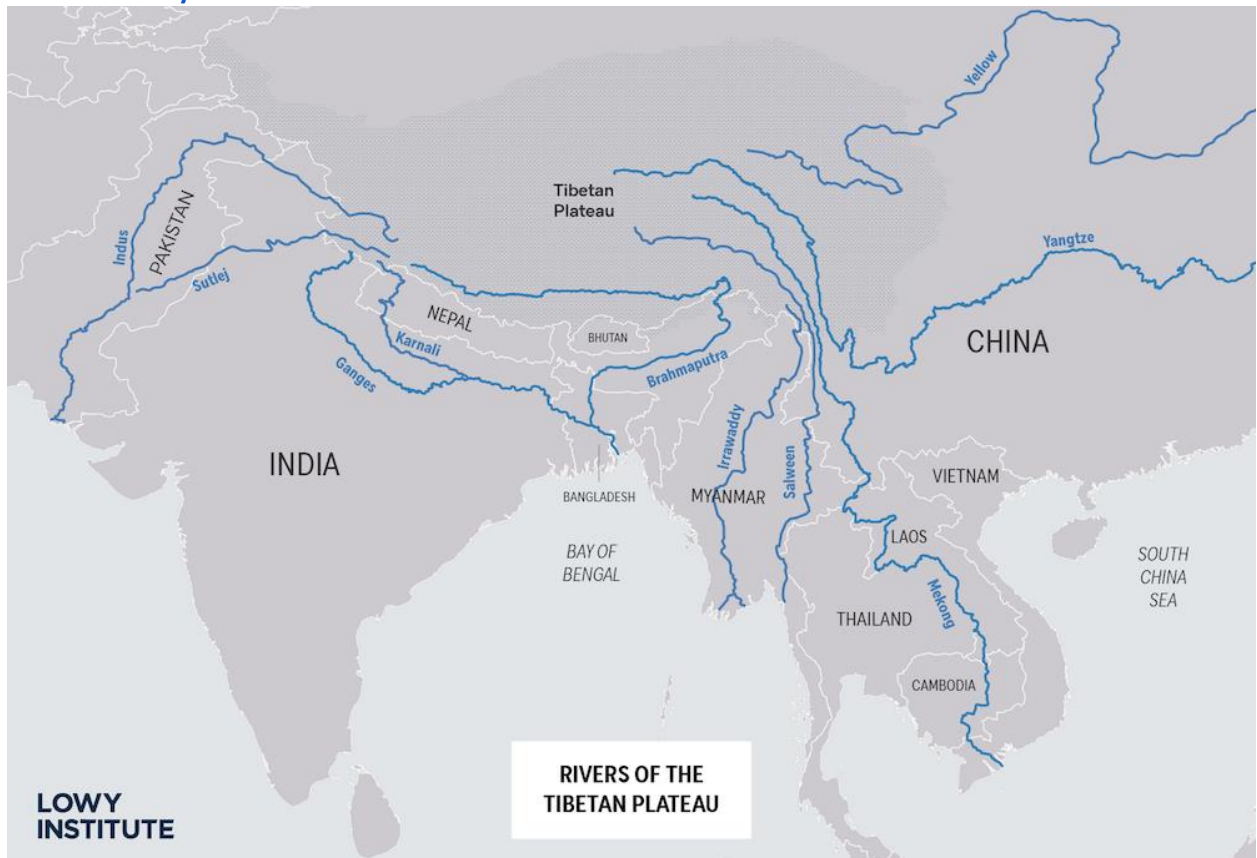 Yellow
Tibetan
Plateau
Indus
PAKISTAN
Sutlej
Yangtze
NEPAL
BHUTAN
CHINA
Karnali
Ganges
Brahmaputra
INDIA
Irrawaddy
Salween
BANGLADESH
MYANMAR
VIETNAM
LAOS
BAY OF
BENGAL
SOUTH
CHINA
SEA
THAILAND
Mekong
CAMBODIA
RIVERS OF THE
TIBETAN PLATEAU
LOWY
INSTITUTE